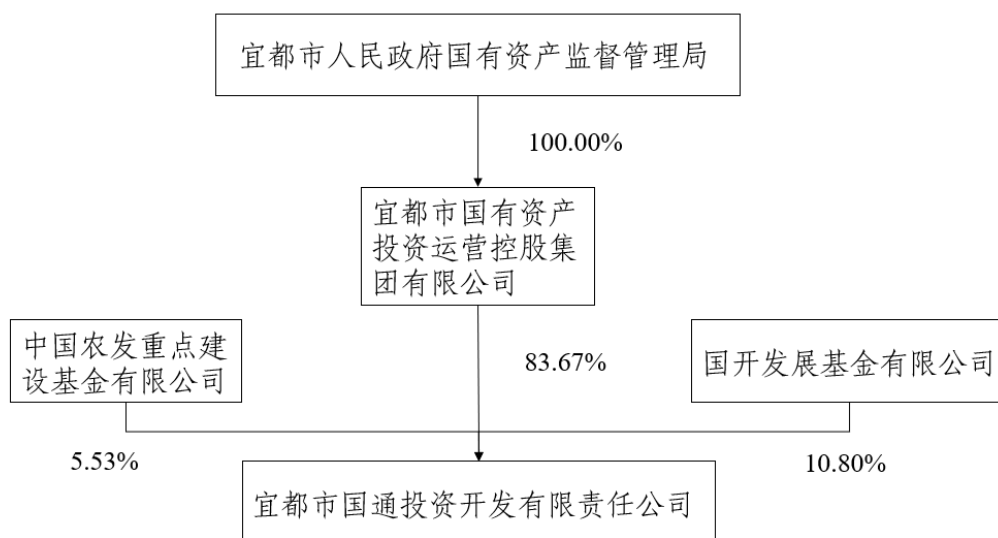 宜都市人民政府国有资产监督管理局
100.00%
宜都市国有资产
投资运营控股集
团有限公司
中国农发重点建
设基金有限公司
83.67%
国开发展基金有限公司
5.53%
10.80%
宜都市国通投资开发有限责任公司